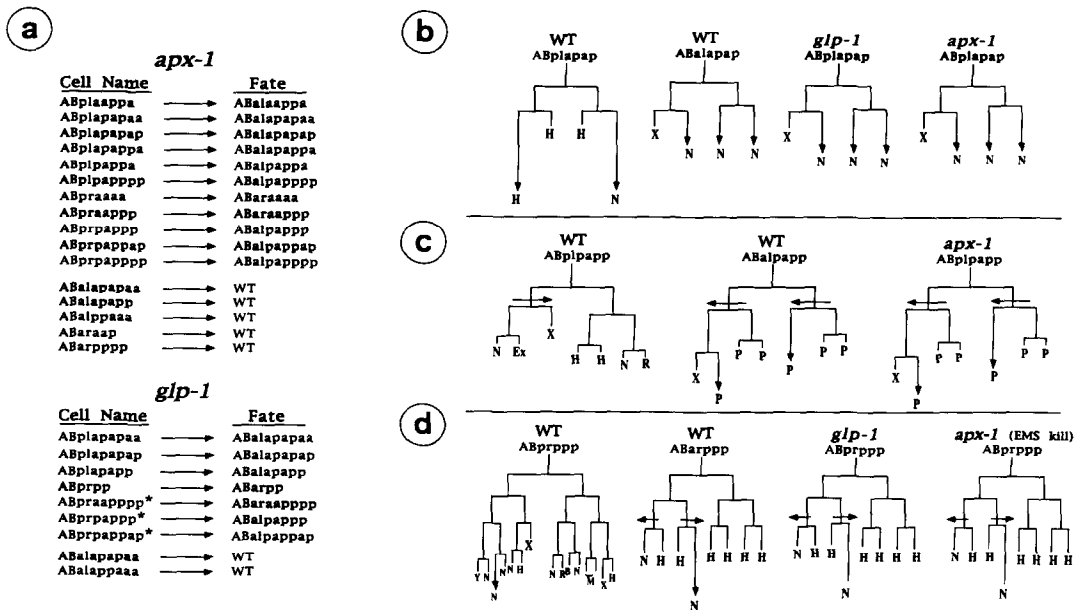 a
apx-1
Cell Name Fate
ABplaappa ABalaappa
ABplapapaa ABalapapaa
ABplapapap ABalapapap
ABplapappa ABalapappa
ABplpappa ABalpappa
ABplpapppp ABalpapppp
ABpraaaa ABaraaaa
ABpraappp ABaraappp
ABprpappp ABalpappp
ABprpappap ABalpappap
ABprpapppp ABalpapppp
ABalapapaa WT
ABalapapp WT
ABalppaaa WT
ABaraap WT
ABarpppp WT
glp-1
Cell Name Fate
ABplapapaa ABalapapaa
ABplapapap ABalapapap
ABplapapp ABalapapp
ABprpp ABarpp
ABpraapppp* ABaraapppp
ABprpappp* ABalpappp
ABprpappap* ABalpappap
ABalapapaa WT
ABalappaaa WT
b
WT WT glp-1 apx-1
ABplapap ABalapap ABplapap ABplapap
H H X X
N N N N N N N N N
H N
c
WT WT apx-1
ABplpapp ABalpapp ABplpapp
X
N Ex H H N R P P P P P P P P
X P X P
P P
d
WT WT glp-1 apx-1 (EMS kill)
ABprppp ABarppp ABprppp ABprppp
X
Y N N N H N R B N M X H N H H H H H H N H H H H H H N H H H H H H
N N N N